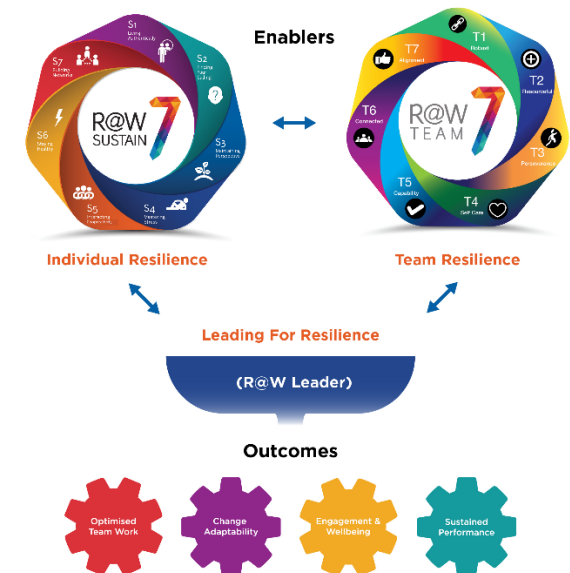 Enablers
S1
Living
Authentically
S2
Finding
Your
Calling
S3
Maintaining
Perspective
S4
Mastering
Stress
S5
Interacting
Cooperatively
S6
Staying
Healthy
S7
Building
Networks
R@W
SUSTAIN
7
T1
Robust
T2
Resourceful
T3
Perseverance
T4
Self Care
T5
Capability
T6
Connected
T7
Alignment
R@W
TEAM
7
Individual Resilience
Team Resilience
Leading For Resilience
(R@W Leader)
Outcomes
Optimised
Team Work
Change
Adaptability
Engagement &
Wellbeing
Sustained
Performance